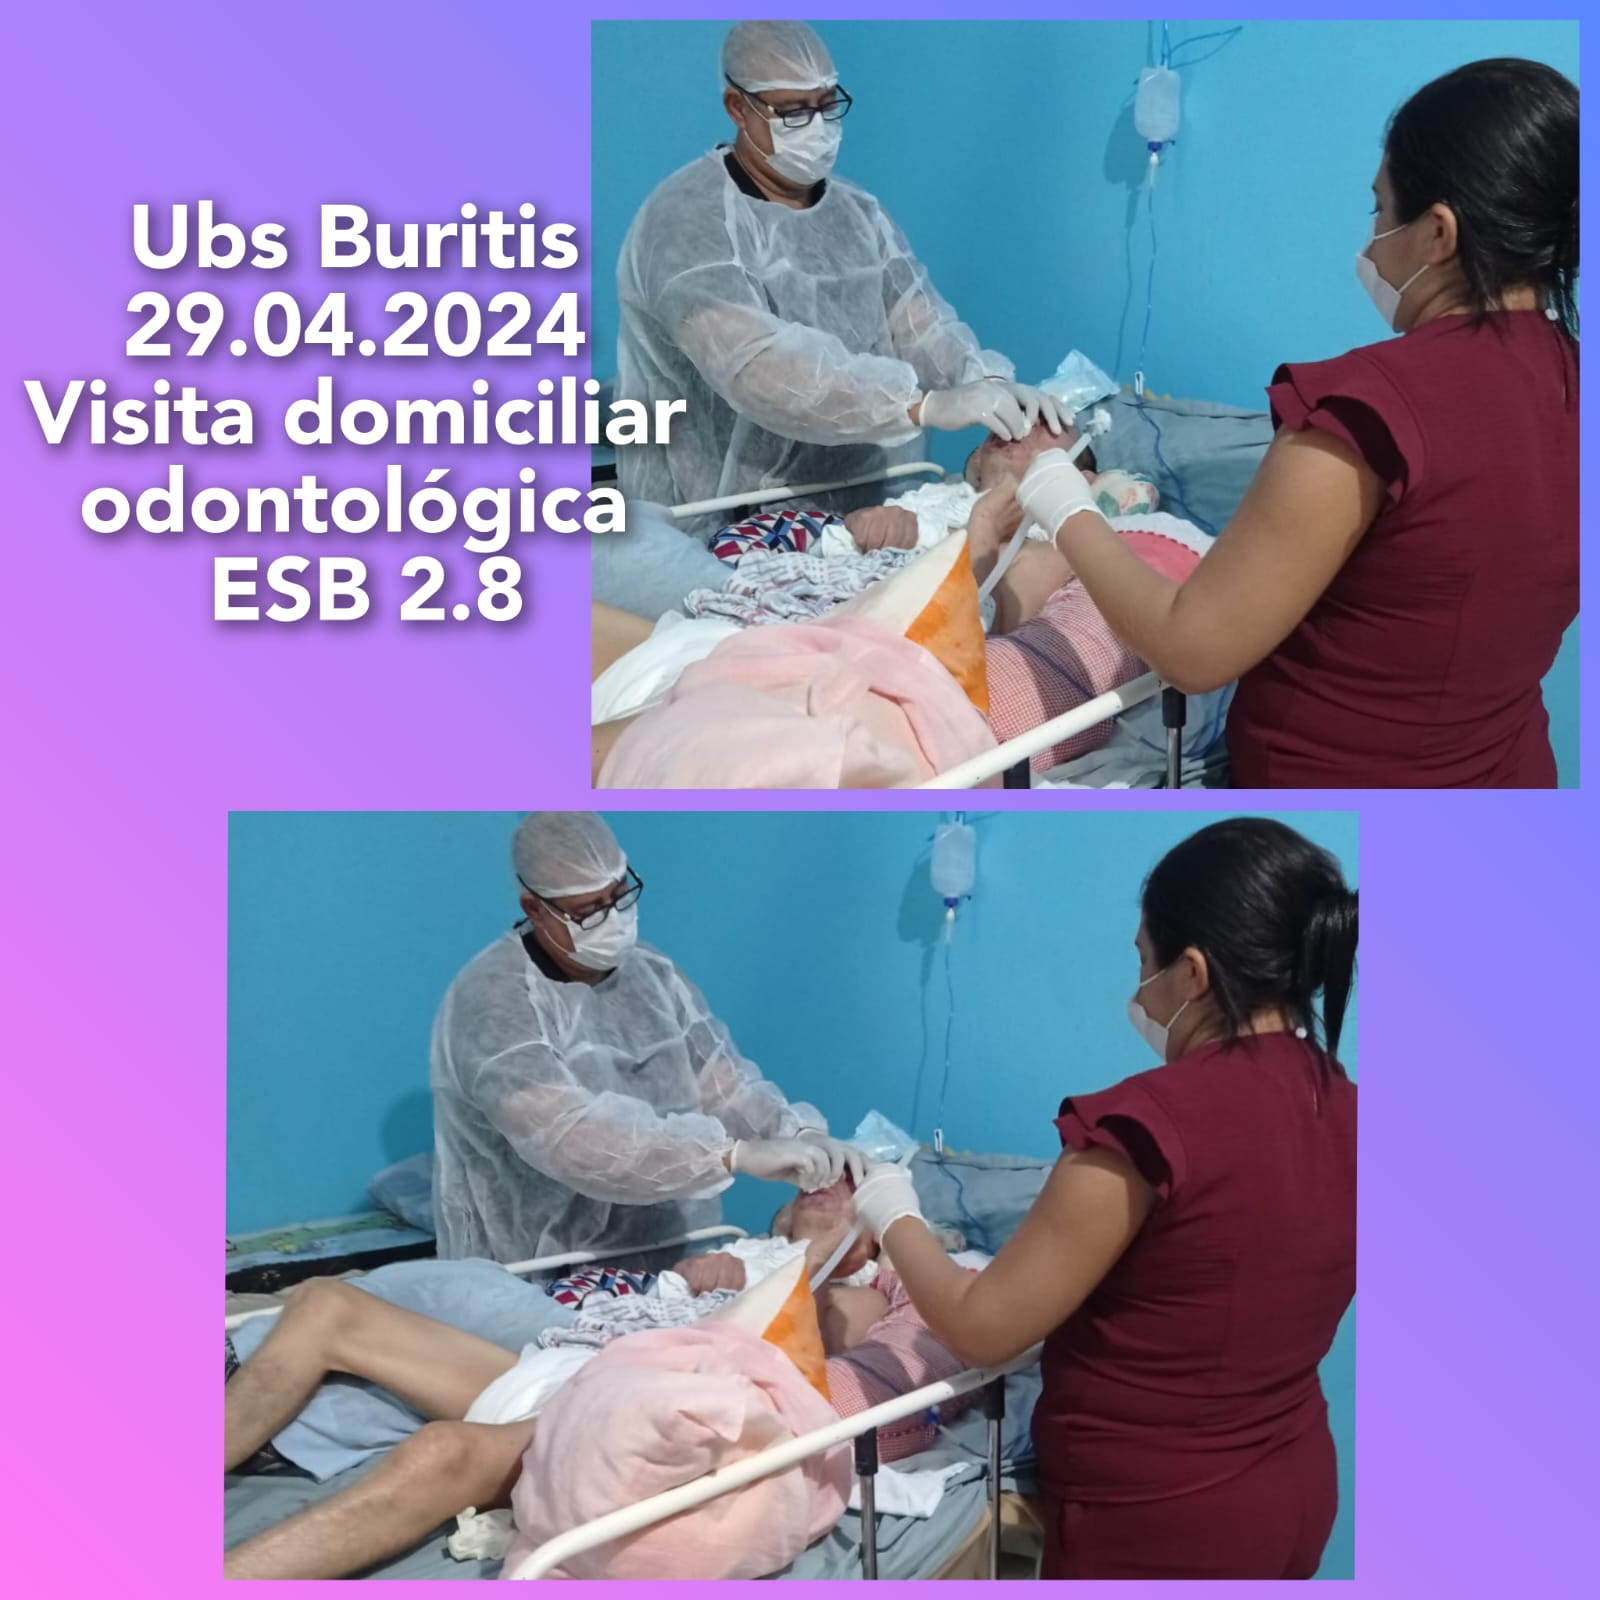 Ubs Buritis
29.04.2024
Visita domiciliar
odontológica
ESB 2.8